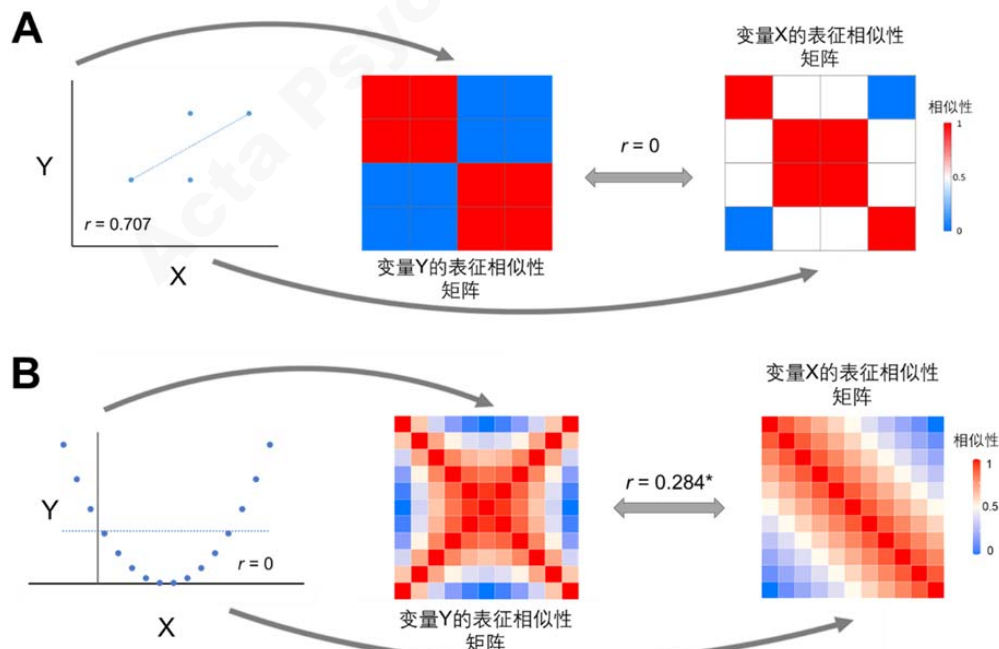 A
变量X的表征相似性
矩阵
相似性
1
0.5
0
Y
r = 0.707
X
r = 0
变量Y的表征相似性
矩阵
Acta Psyc
B
变量X的表征相似性
矩阵
相似性
1
0.5
0
Y
r = 0
X
r = 0.284*
变量Y的表征相似性
矩阵